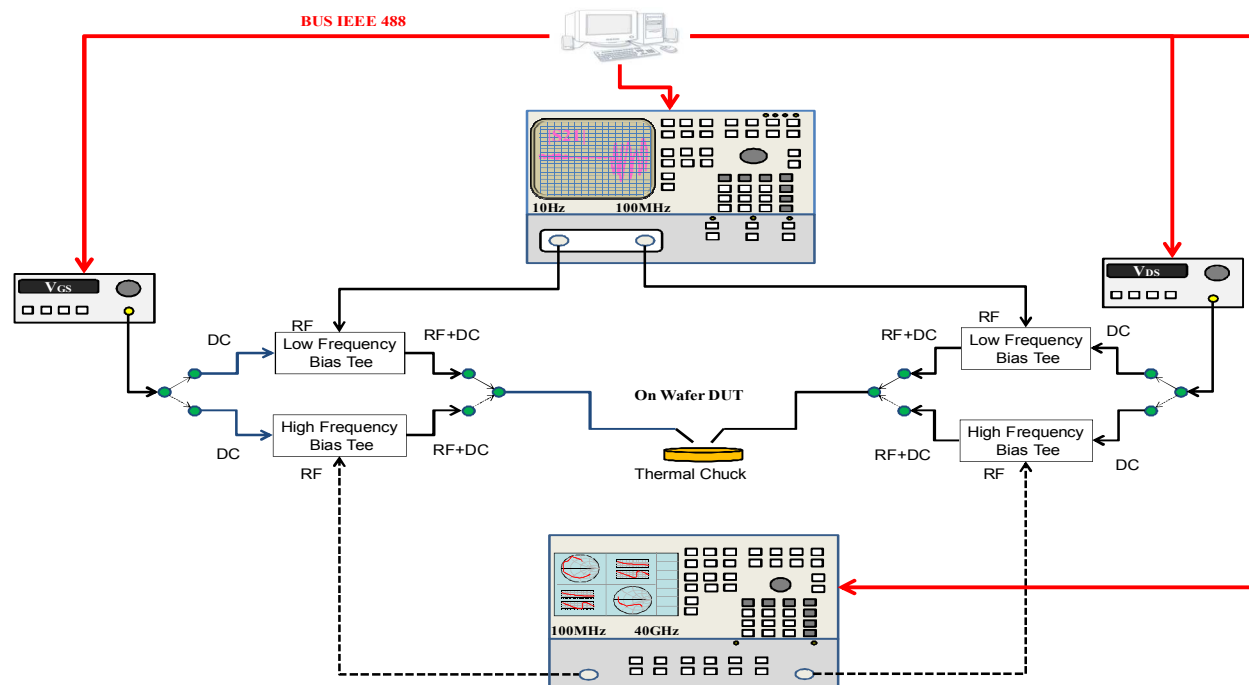 BUS IEEE 488
|S21|
10Hz 100MHz
VGS
VDS
RF
RF
DC
RF+DC
RF+DC
DC
Low Frequency
Bias Tee
Low Frequency
Bias Tee
On Wafer DUT
High Frequency
Bias Tee
High Frequency
Bias Tee
DC
RF+DC
RF+DC
DC
RF
RF
Thermal Chuck
100MHz 40GHz